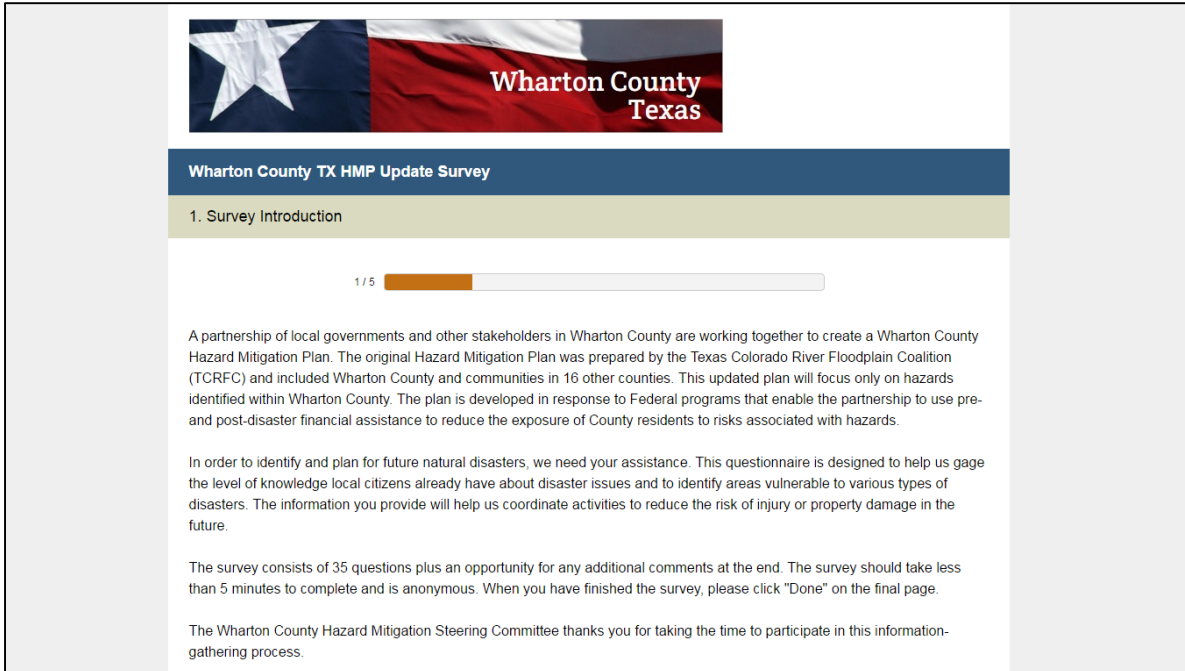 Wharton County
Texas
Wharton County TX HMP Update Survey
1. Survey Introduction
1 / 5
A partnership of local governments and other stakeholders in Wharton County are working together to create a Wharton County
Hazard Mitigation Plan. The original Hazard Mitigation Plan was prepared by the Texas Colorado River Floodplain Coalition
(TCRFC) and included Wharton County and communities in 16 other counties. This updated plan will focus only on hazards
identified within Wharton County. The plan is developed in response to Federal programs that enable the partnership to use pre-
and post-disaster financial assistance to reduce the exposure of County residents to risks associated with hazards.
In order to identify and plan for future natural disasters, we need your assistance. This questionnaire is designed to help us gage
the level of knowledge local citizens already have about disaster issues and to identify areas vulnerable to various types of
disasters. The information you provide will help us coordinate activities to reduce the risk of injury or property damage in the
future.
The survey consists of 35 questions plus an opportunity for any additional comments at the end. The survey should take less
than 5 minutes to complete and is anonymous. When you have finished the survey, please click "Done" on the final page.
The Wharton County Hazard Mitigation Steering Committee thanks you for taking the time to participate in this information-
gathering process.